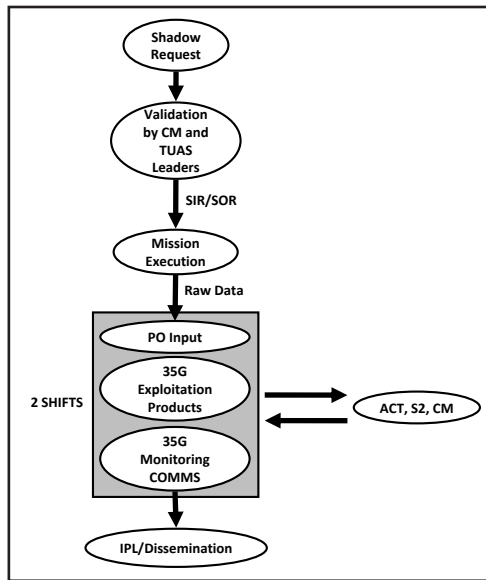 Shadow
Request
Validation
by CM and
TUAS
Leaders
SIR/SOR
Mission
Execution
Raw Data
PO Input
35G
Exploitation
Products
2 SHIFTS
ACT, S2, CM
35G
Monitoring
COMMS
IPL/Dissemination